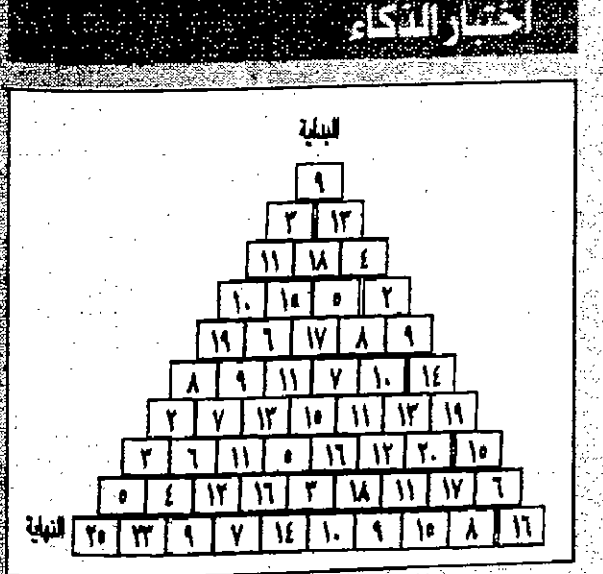 اختبار الذكاء
البداية
٩
٣ ١٣
١١ ١٨ ٤
١٠ ١٥ ٥ ٢
١٩ ٦ ١٧ ٨ ٩
٨ ٩ ١١ ٧ ١٠ ١٤
٢ ٧ ١٣ ١٥ ١١ ١٣ ١٩
٣ ٦ ١١ ٥ ١٦ ١٢ ٢٠ ١٥
٥ ٤ ١٢ ١٦ ٣ ١٨ ١١ ١٧ ٦
النهاية ٢٥ ٢٣ ٩ ٧ ١٤ ١٠ ٩ ١٥ ٨ ١٦